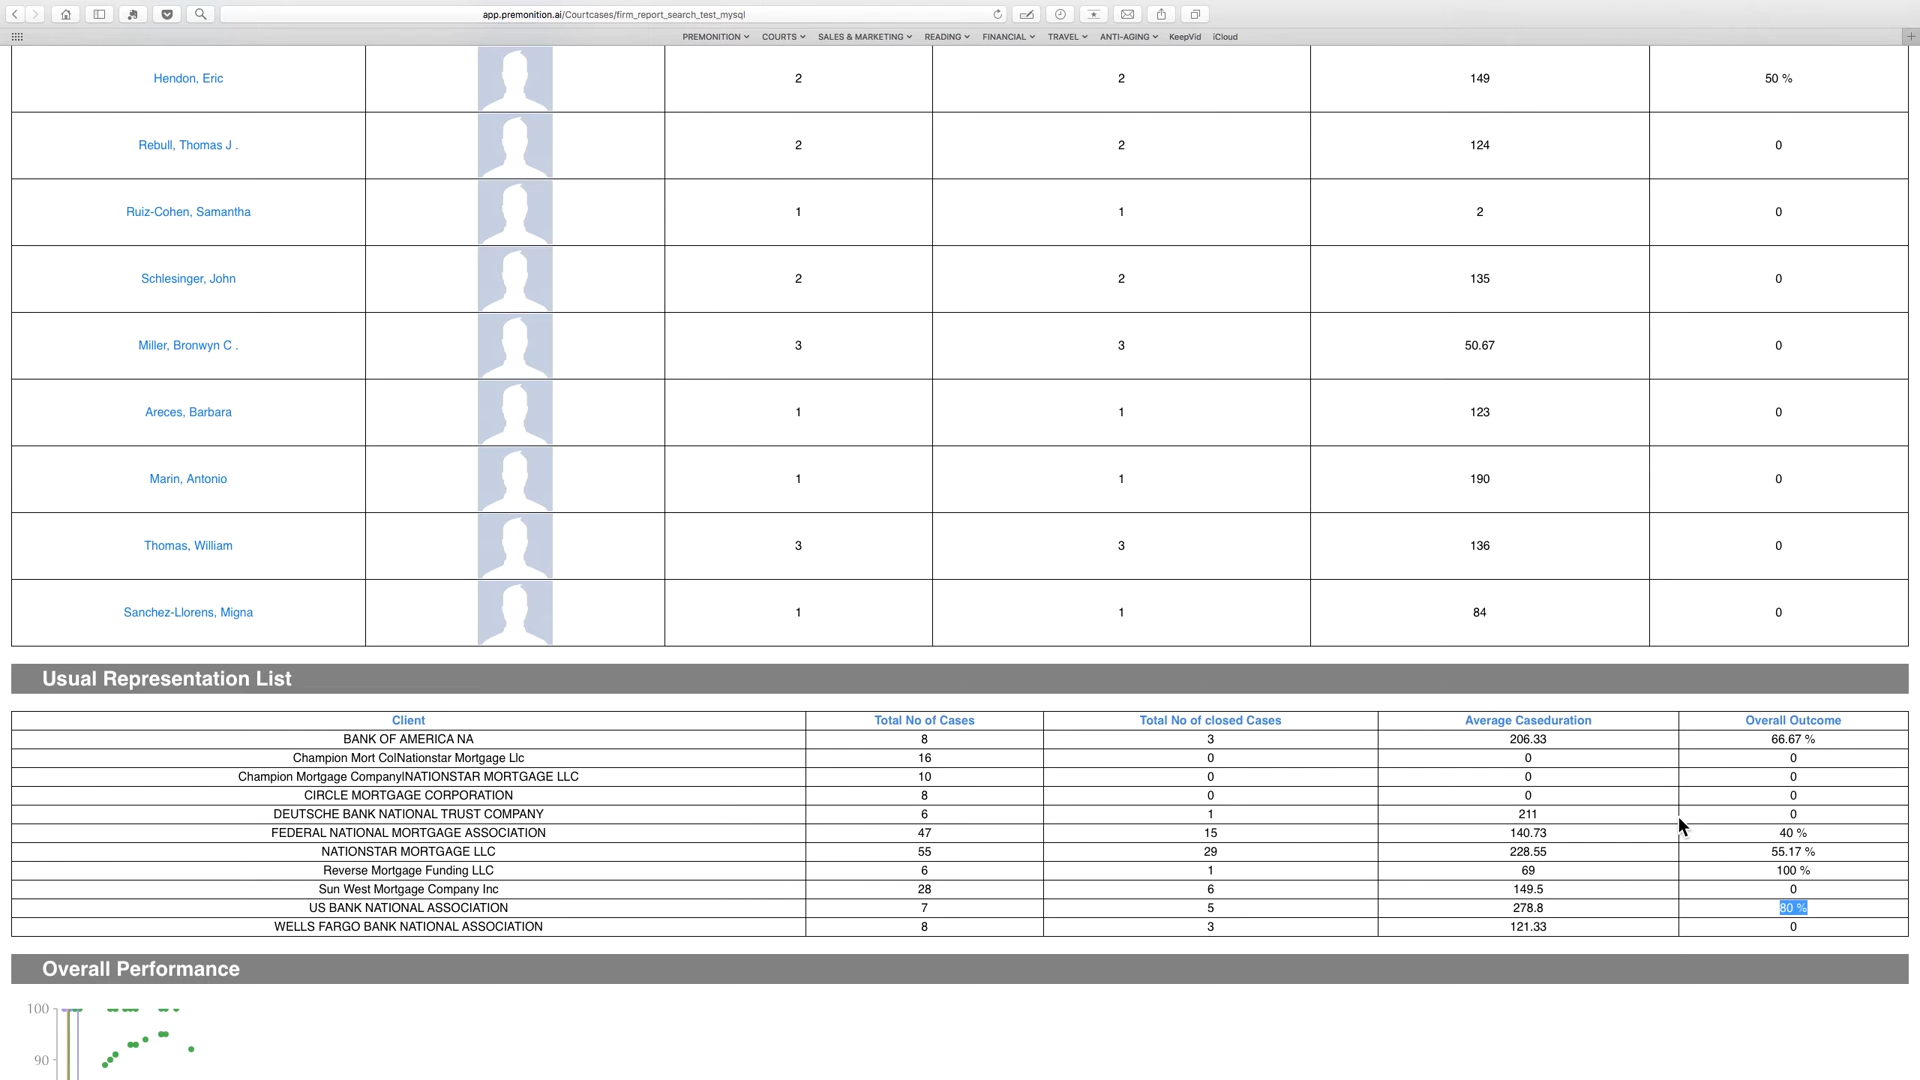 app.premonition.ai/Courtcases/firm_report_search_test_mysql
PREMONITION COURTS SALES & MARKETING READING FINANCIAL TRAVEL ANTI-AGING KeepVid iCloud
Hendon, Eric 2 2 149 50 %
Rebull, Thomas J . 2 2 124 0
Ruiz-Cohen, Samantha 1 1 2 0
Schlesinger, John 2 2 135 0
Miller, Bronwyn C . 3 3 50.67 0
Areces, Barbara 1 1 123 0
Marin, Antonio 1 1 190 0
Thomas, William 3 3 136 0
Sanchez-Llorens, Migna 1 1 84 0
Usual Representation List
Client Total No of Cases Total No of closed Cases Average Caseduration Overall Outcome
BANK OF AMERICA NA 8 3 206.33 66.67 %
Champion Mort Co|Nationstar Mortgage Llc 16 0 0 0
Champion Mortgage Company|NATIONSTAR MORTGAGE LLC 10 0 0 0
CIRCLE MORTGAGE CORPORATION 8 0 0 0
DEUTSCHE BANK NATIONAL TRUST COMPANY 6 1 211 0
FEDERAL NATIONAL MORTGAGE ASSOCIATION 47 15 140.73 40 %
NATIONSTAR MORTGAGE LLC 55 29 228.55 55.17 %
Reverse Mortgage Funding LLC 6 1 69 100 %
Sun West Mortgage Company Inc 28 6 149.5 0
US BANK NATIONAL ASSOCIATION 7 5 278.8 80 %
WELLS FARGO BANK NATIONAL ASSOCIATION 8 3 121.33 0
Overall Performance
100
90